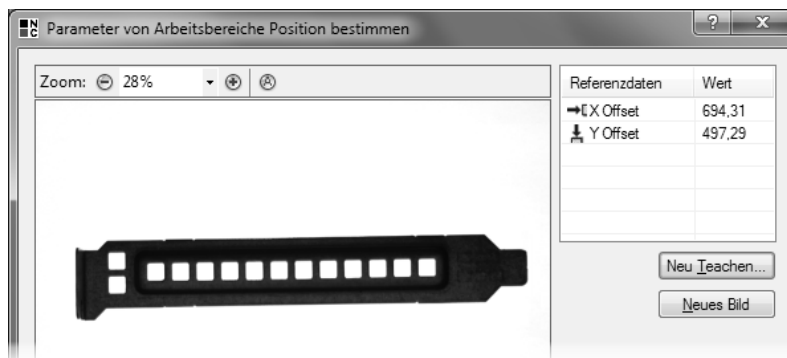 NC Parameter von Arbeitsbereiche Position bestimmen
Zoom: 28%
Referenzdaten Wert
X Offset 694,31
Y Offset 497,29
Neu Teachen...
Neues Bild